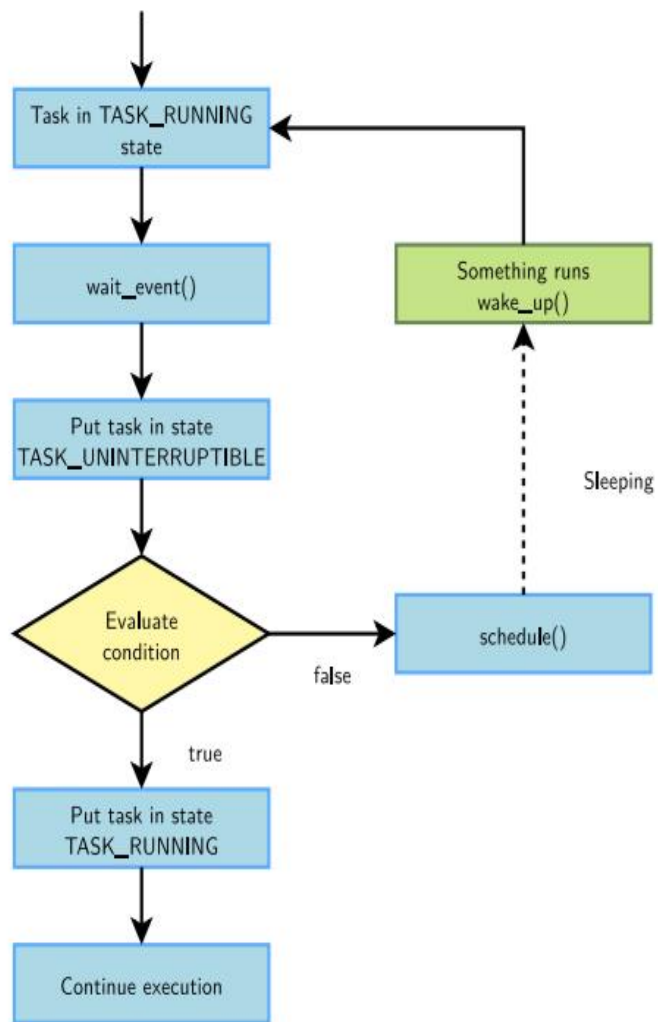 Task in TASK_RUNNING
state
wait_event()
Something runs
wake_up()
Put task in state
TASK_UNINTERRUPTIBLE
Sleeping
Evaluate
condition
schedule()
false
true
Put task in state
TASK_RUNNING
Continue execution